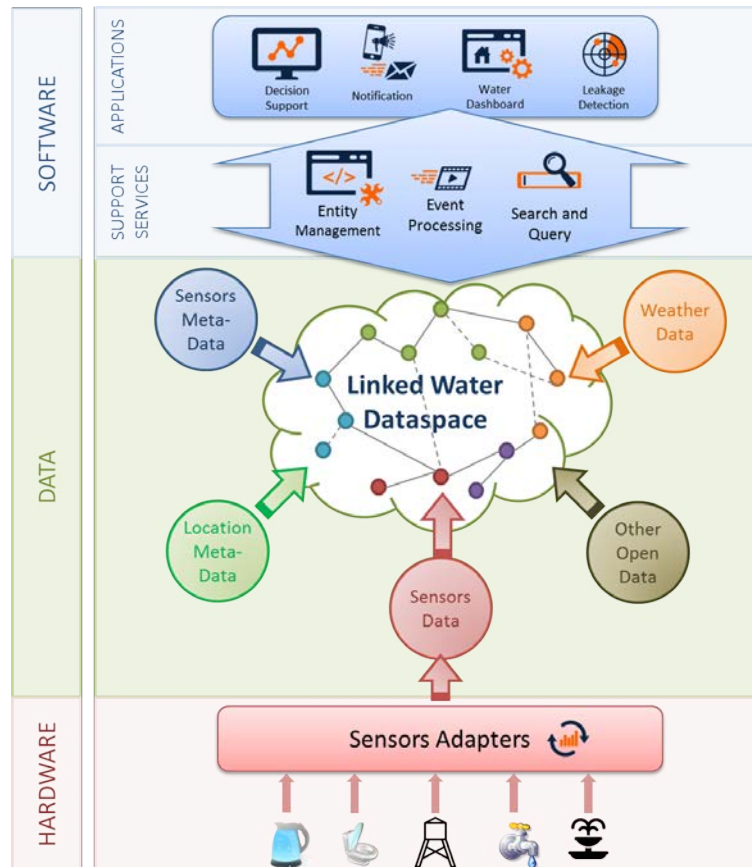 SOFTWARE
APPLICATIONS
Decision
Support
Notification
Water
Dashboard
Leakage
Detection
SUPPORT
SERVICES
</>
Entity
Management
Event
Processing
Search and
Query
DATA
Sensors
Meta-
Data
Weather
Data
Linked Water
Dataspace
Location
Meta-
Data
Sensors
Data
Other
Open
Data
HARDWARE
Sensors Adapters